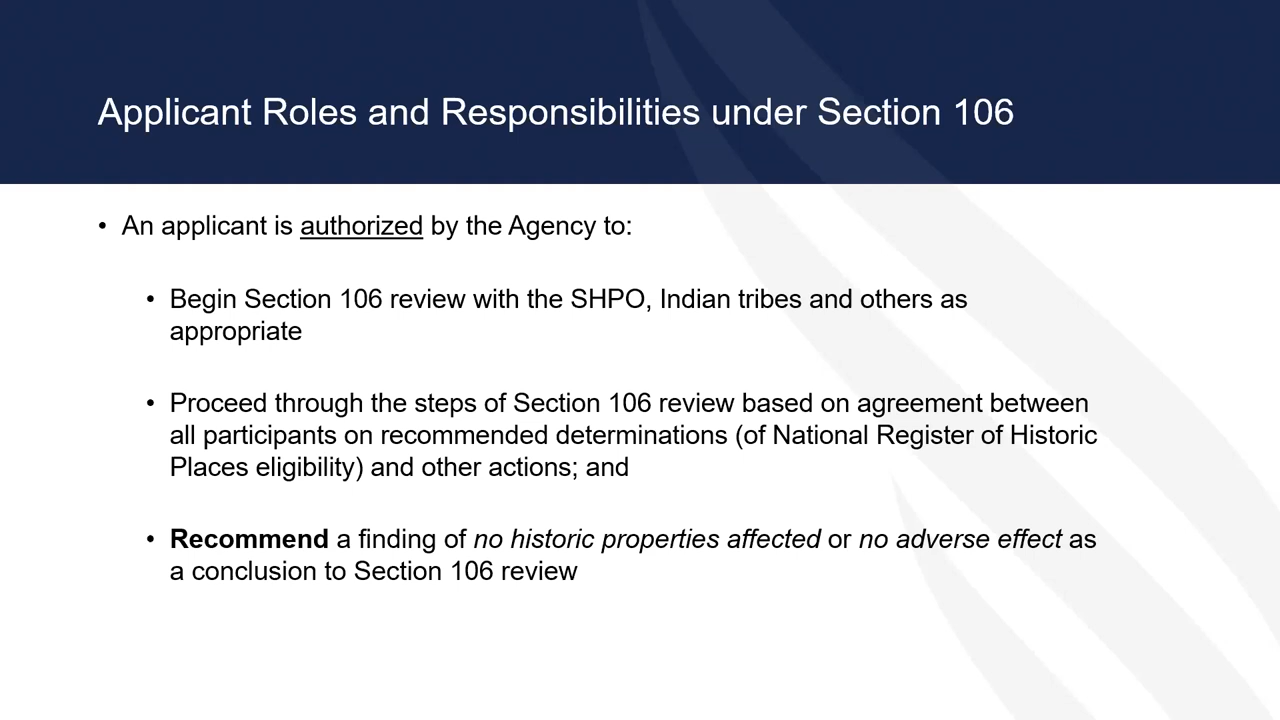 Applicant Roles and Responsibilities under Section 106
• An applicant is authorized by the Agency to:
• Begin Section 106 review with the SHPO, Indian tribes and others as
appropriate
• Proceed through the steps of Section 106 review based on agreement between
all participants on recommended determinations (of National Register of Historic
Places eligibility) and other actions; and
• Recommend a finding of no historic properties affected or no adverse effect as
a conclusion to Section 106 review